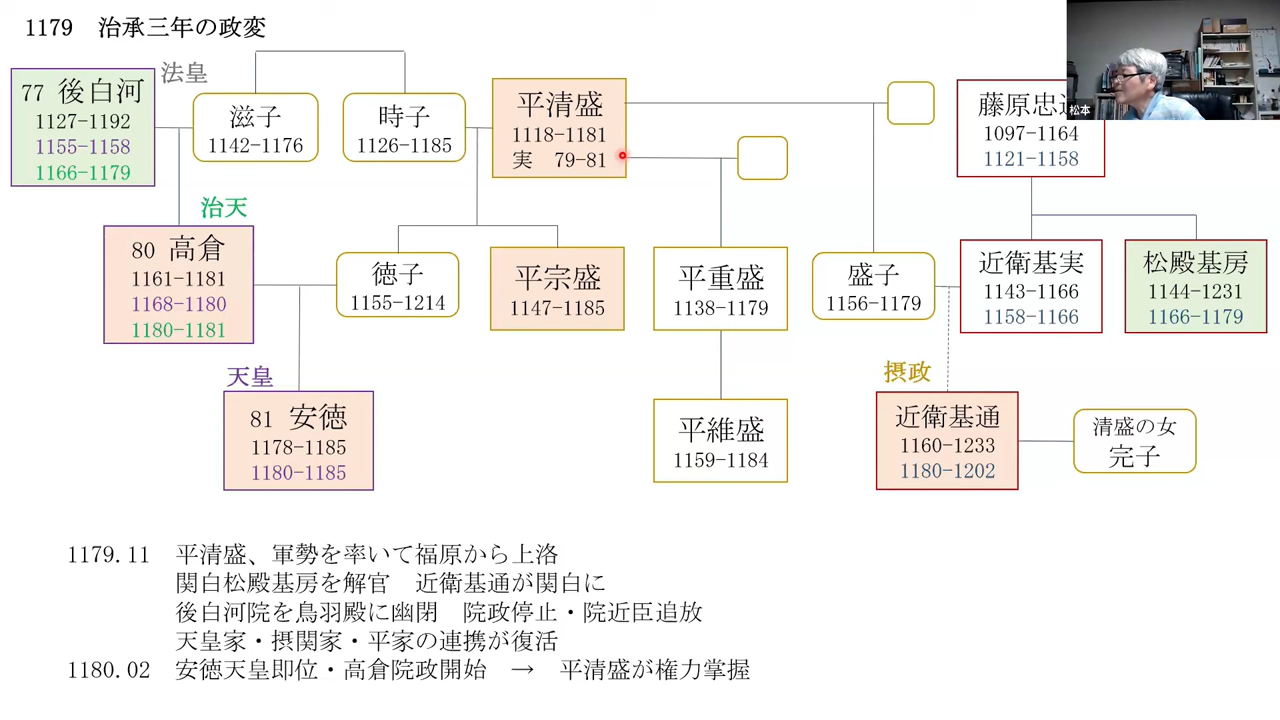 1179　治承三年の政変
法皇
77 後白河
1127−1192
1155−1158
1166−1179
滋子
1142−1176
時子
1126−1185
平清盛
1118−1181
実　79−81
藤原忠
1097−1164
1121−1158
松本
治天
80 高倉
1161−1181
1168−1180
1180−1181
徳子
1155−1214
平宗盛
1147−1185
平重盛
1138−1179
盛子
1156−1179
近衛基実
1143−1166
1158−1166
松殿基房
1144−1231
1166−1179
天皇
81 安徳
1178−1185
1180−1185
平維盛
1159−1184
摂政
近衛基通
1160−1233
1180−1202
清盛の女
完子
1179.11　平清盛、軍勢を率いて福原から上洛
関白松殿基房を解官　近衛基通が関白に
後白河院を鳥羽殿に幽閉　院政停止・院近臣追放
天皇家・摂関家・平家の連携が復活
1180.02　安徳天皇即位・高倉院政開始　→　平清盛が権力掌握